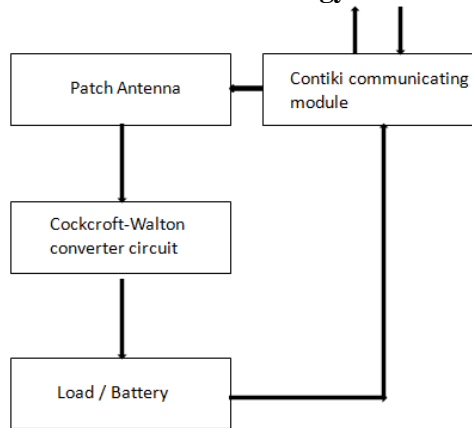 Patch Antenna
Contiki communicating
module
Cockcroft-Walton
converter circuit
Load / Battery